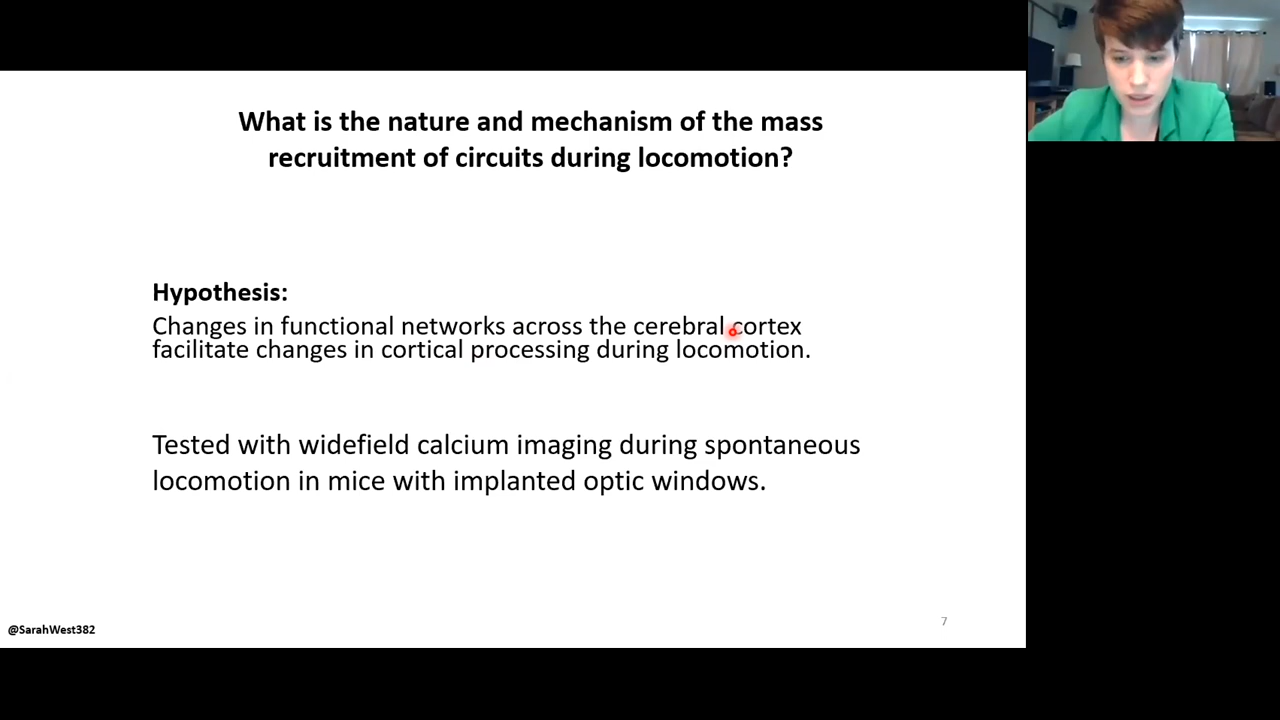 What is the nature and mechanism of the mass
recruitment of circuits during locomotion?
Hypothesis:
Changes in functional networks across the cerebral cortex
facilitate changes in cortical processing during locomotion.
Tested with widefield calcium imaging during spontaneous
locomotion in mice with implanted optic windows.
@SarahWest382
7